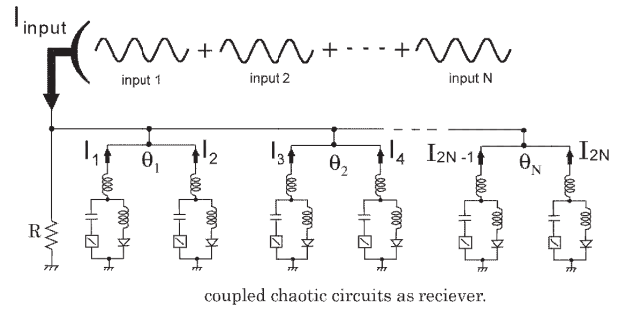 I input
input 1 + input 2 + - - - - + input N
I1 θ1 I2 I3 θ2 I4 I2N -1 θN I2N
R
coupled chaotic circuits as reciever.